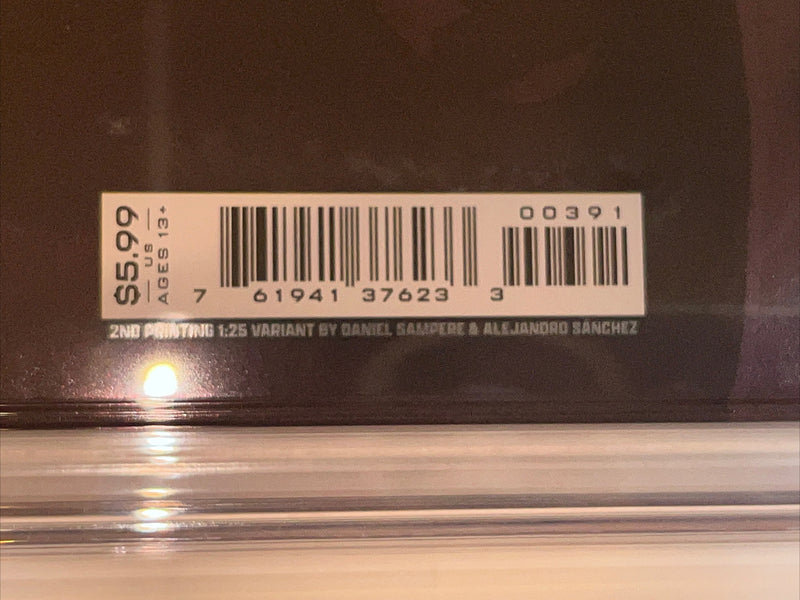 $5.99
US
AGES 13+
00391
7 61941 37623 3
2ND PRINTING 1:25 VARIANT BY DANIEL SAMPERE & ALEJANDRO SÁNCHEZ